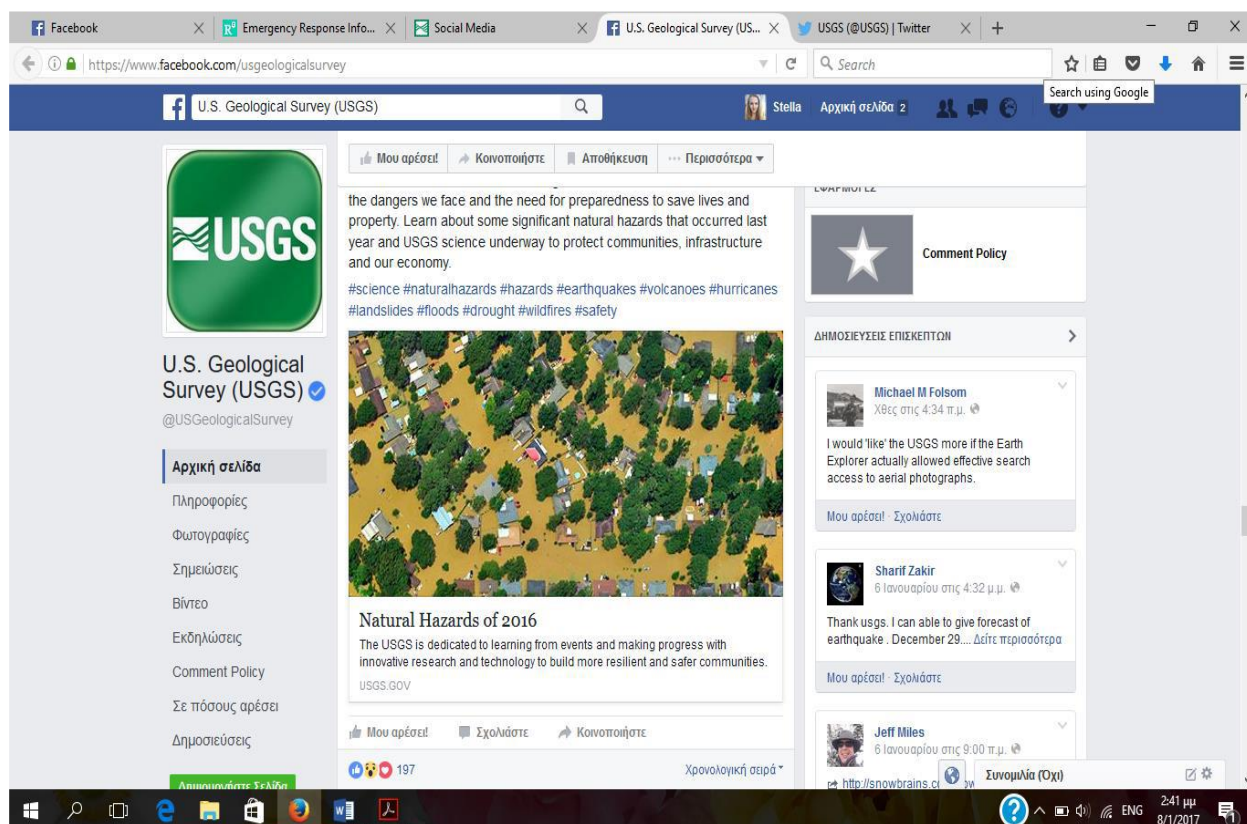 Facebook
Emergency Response Info...
Social Media
U.S. Geological Survey (US...
USGS (@USGS) | Twitter
https://www.facebook.com/usgeologicalsurvey
Search
Search using Google
U.S. Geological Survey (USGS)
Stella
Αρχική σελίδα 2
USGS
U.S. Geological
Survey (USGS)
@USGeologicalSurvey
Αρχική σελίδα
Πληροφορίες
Φωτογραφίες
Σημειώσεις
Βίντεο
Εκδηλώσεις
Comment Policy
Σε πόσους αρέσει
Δημοσιεύσεις
Δημιουργήστε Σελίδα
Μου αρέσει! Κοινοποιήστε Αποθήκευση ... Περισσότερα
the dangers we face and the need for preparedness to save lives and
property. Learn about some significant natural hazards that occurred last
year and USGS science underway to protect communities, infrastructure
and our economy.
#science #naturalhazards #hazards #earthquakes #volcanoes #hurricanes
#landslides #floods #drought #wildfires #safety
Natural Hazards of 2016
The USGS is dedicated to learning from events and making progress with
innovative research and technology to build more resilient and safer communities.
USGS.GOV
Μου αρέσει! Σχολιάστε Κοινοποιήστε
197
Χρονολογική σειρά
ΕΦΑΡΜΟΓΕΣ
Comment Policy
ΔΗΜΟΣΙΕΥΣΕΙΣ ΕΠΙΣΚΕΠΤΩΝ
Michael M Folsom
Χθες στις 4:34 π.μ.
I would 'like' the USGS more if the Earth
Explorer actually allowed effective search
access to aerial photographs.
Μου αρέσει! · Σχολιάστε
Sharif Zakir
6 Ιανουαρίου στις 4:32 μ.μ.
Thank usgs. I can able to give forecast of
earthquake . December 29.... Δείτε περισσότερα
Μου αρέσει! · Σχολιάστε
Jeff Miles
6 Ιανουαρίου στις 9:00 π.μ.
http://snowbrains.c
Συνομιλία (Όχι)
ENG
2:41 μμ
8/1/2017